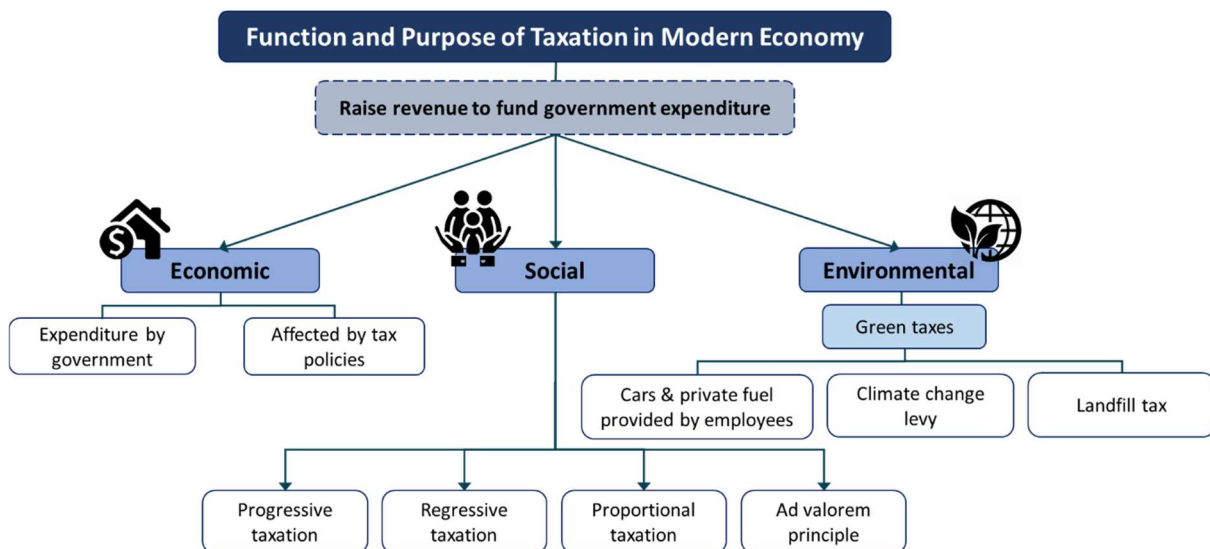 Function and Purpose of Taxation in Modern Economy
Raise revenue to fund government expenditure
$
Economic
Social
Environmental
Expenditure by
government
Affected by tax
policies
Green taxes
Cars & private fuel
provided by employees
Climate change
levy
Landfill tax
Progressive
taxation
Regressive
taxation
Proportional
taxation
Ad valorem
principle